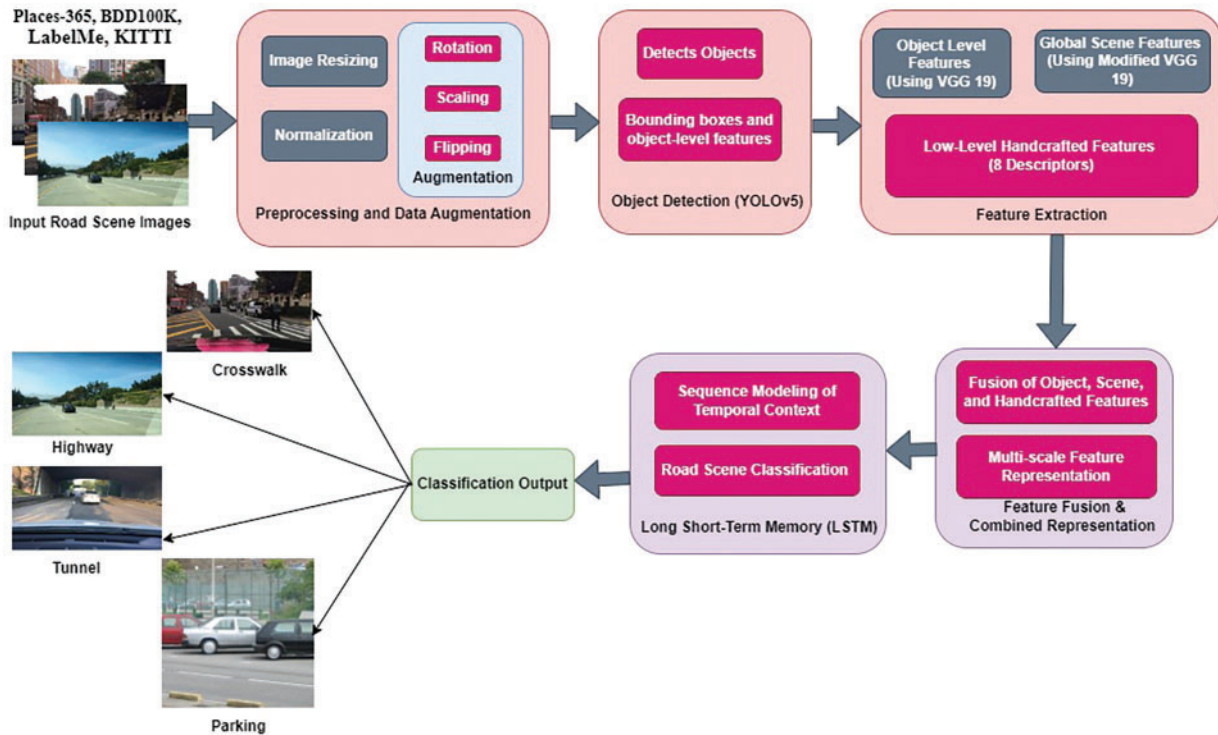 Places-365, BDD100K,
LabelMe, KITTI
Input Road Scene Images
Image Resizing
Normalization
Rotation
Scaling
Flipping
Augmentation
Preprocessing and Data Augmentation
Detects Objects
Bounding boxes and
object-level features
Object Detection (YOLOv5)
Object Level
Features
(Using VGG 19)
Global Scene Features
(Using Modified VGG
19)
Low-Level Handcrafted Features
(8 Descriptors)
Feature Extraction
Fusion of Object, Scene,
and Handcrafted Features
Multi-scale Feature
Representation
Feature Fusion &
Combined Representation
Sequence Modeling of
Temporal Context
Road Scene Classification
Long Short-Term Memory (LSTM)
Classification Output
Crosswalk
Highway
Tunnel
Parking